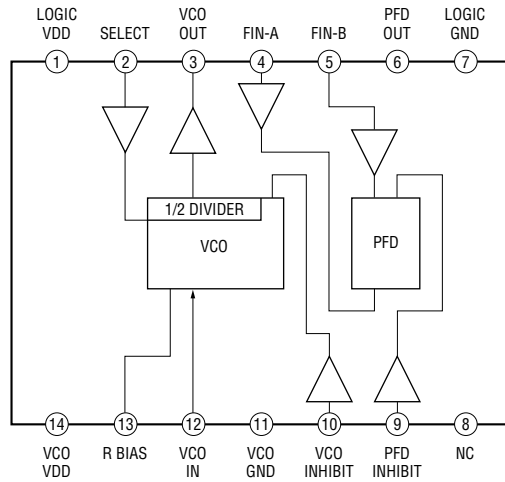 LOGIC VDD
SELECT
VCO OUT
FIN-A
FIN-B
PFD OUT
LOGIC GND
1
2
3
4
5
6
7
1/2 DIVIDER
VCO
PFD
14
13
12
11
10
9
8
VCO VDD
R BIAS
VCO IN
VCO GND
VCO INHIBIT
PFD INHIBIT
NC